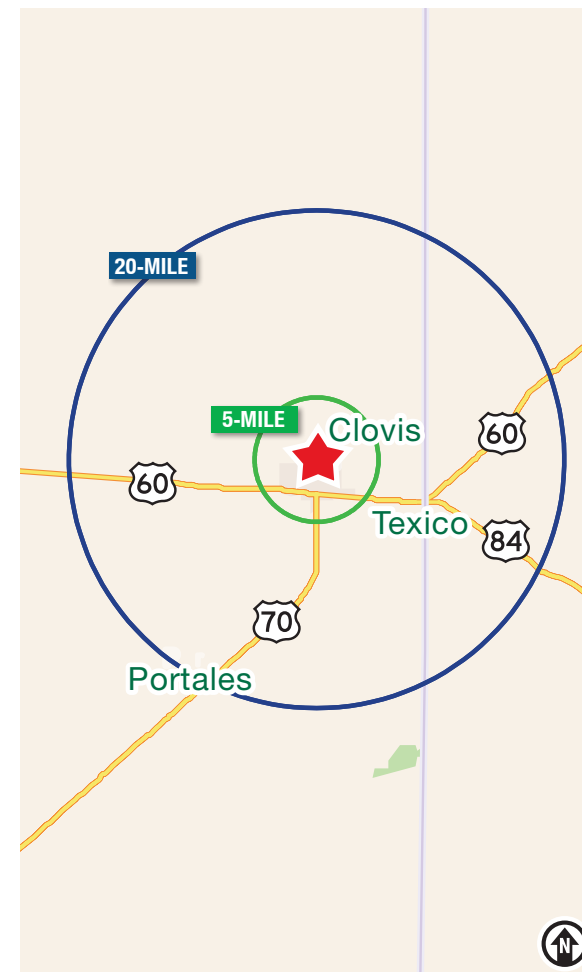 20-MILE
5-MILE
Clovis
60
60
Texico
84
70
Portales
N